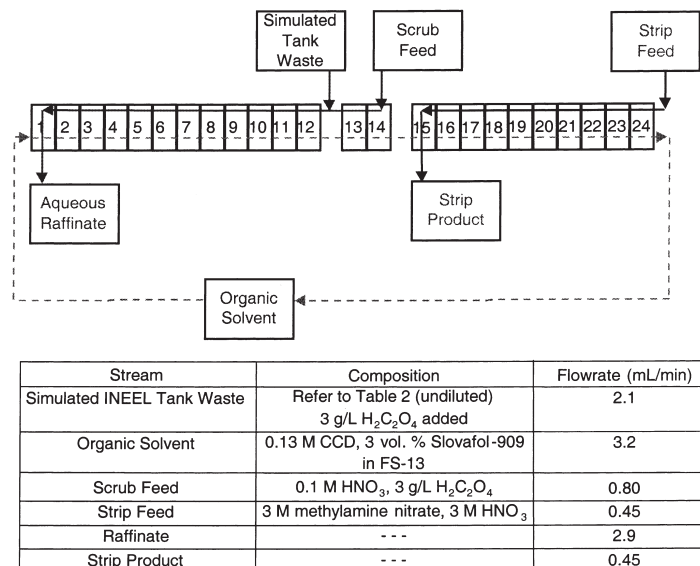 Simulated
Tank
Waste
Scrub
Feed
Strip
Feed
1 2 3 4 5 6 7 8 9 10 11 12 13 14 15 16 17 18 19 20 21 22 23 24
Aqueous
Raffinate
Strip
Product
Organic
Solvent
Stream Composition Flowrate (mL/min)
Simulated INEEL Tank Waste Refer to Table 2 (undiluted) 2.1
3 g/L H₂C₂O₄ added
Organic Solvent 0.13 M CCD, 3 vol. % Slovafol-909 3.2
in FS-13
Scrub Feed 0.1 M HNO₃, 3 g/L H₂C₂O₄ 0.80
Strip Feed 3 M methylamine nitrate, 3 M HNO₃ 0.45
Raffinate - - - 2.9
Strip Product - - - 0.45